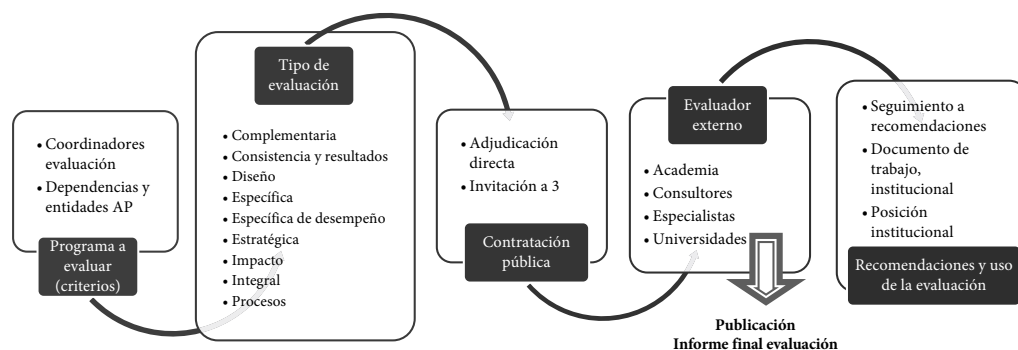 • Coordinadores
evaluación
• Dependencias y
entidades AP
Programa a
evaluar
(criterios)
Tipo de
evaluación
• Complementaria
• Consistencia y resultados
• Diseño
• Específica
• Específica de desempeño
• Estratégica
• Impacto
• Integral
• Procesos
• Adjudicación
directa
• Invitación a 3
Contratación
pública
Evaluador
externo
• Academia
• Consultores
• Especialistas
• Universidades
Publicación
Informe final evaluación
• Seguimiento a
recomendaciones
• Documento de
trabajo, institucional
• Posición
institucional
Recomendaciones y uso
de la evaluación